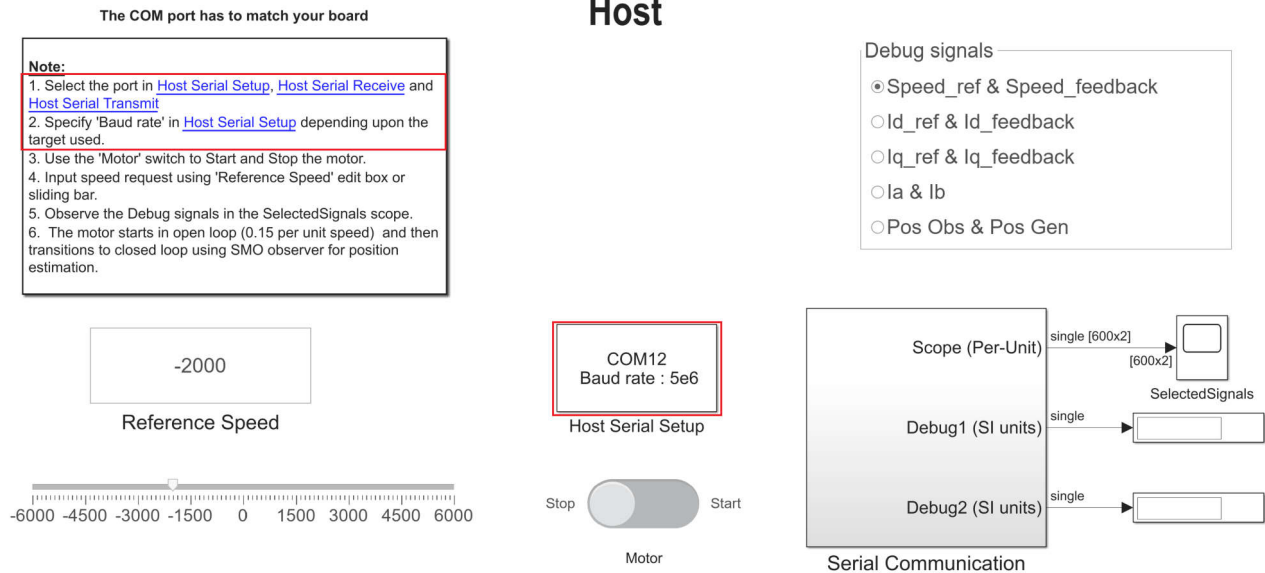 Host
The COM port has to match your board
Note:
1. Select the port in Host Serial Setup, Host Serial Receive and
Host Serial Transmit
2. Specify 'Baud rate' in Host Serial Setup depending upon the
target used.
3. Use the 'Motor' switch to Start and Stop the motor.
4. Input speed request using 'Reference Speed' edit box or
sliding bar.
5. Observe the Debug signals in the SelectedSignals scope.
6. The motor starts in open loop (0.15 per unit speed) and then
transitions to closed loop using SMO observer for position
estimation.
Debug signals
Speed_ref & Speed_feedback
Id_ref & Id_feedback
Iq_ref & Iq_feedback
Ia & Ib
Pos Obs & Pos Gen
-2000
Reference Speed
-6000 -4500 -3000 -1500 0 1500 3000 4500 6000
COM12
Baud rate : 5e6
Host Serial Setup
Stop
Start
Motor
Scope (Per-Unit)
single [600x2]
[600x2]
SelectedSignals
Debug1 (SI units)
single
Debug2 (SI units)
single
Serial Communication